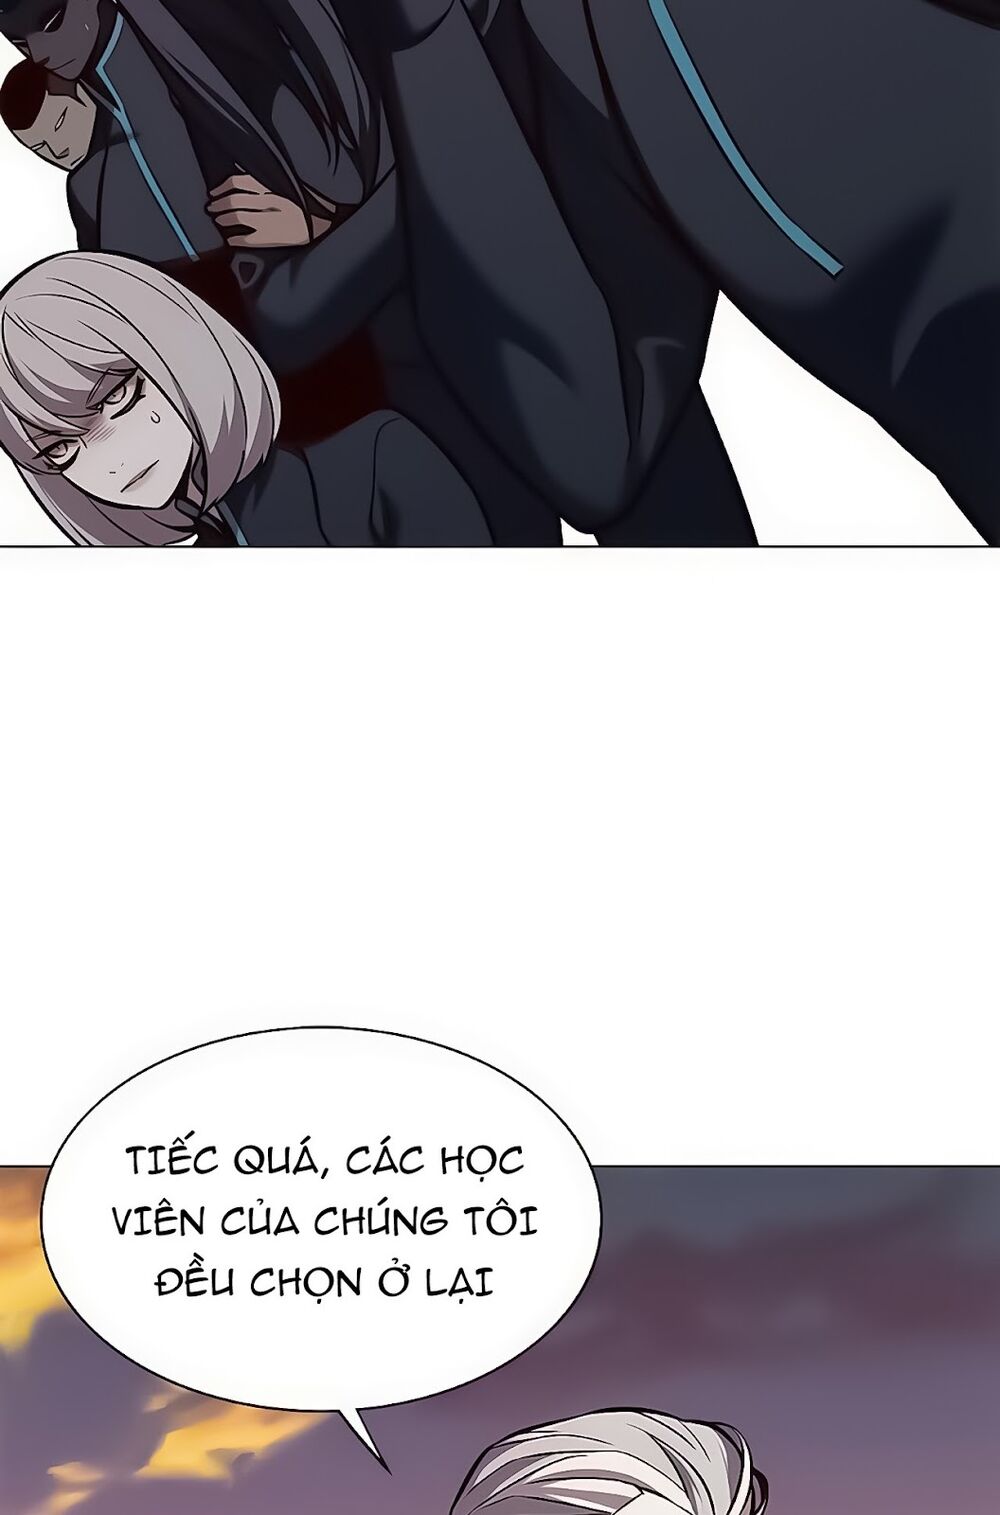 TIẾC QUÁ, CÁC HỌC
VIÊN CỦA CHÚNG TÔI
ĐỀU CHỌN Ở LẠI